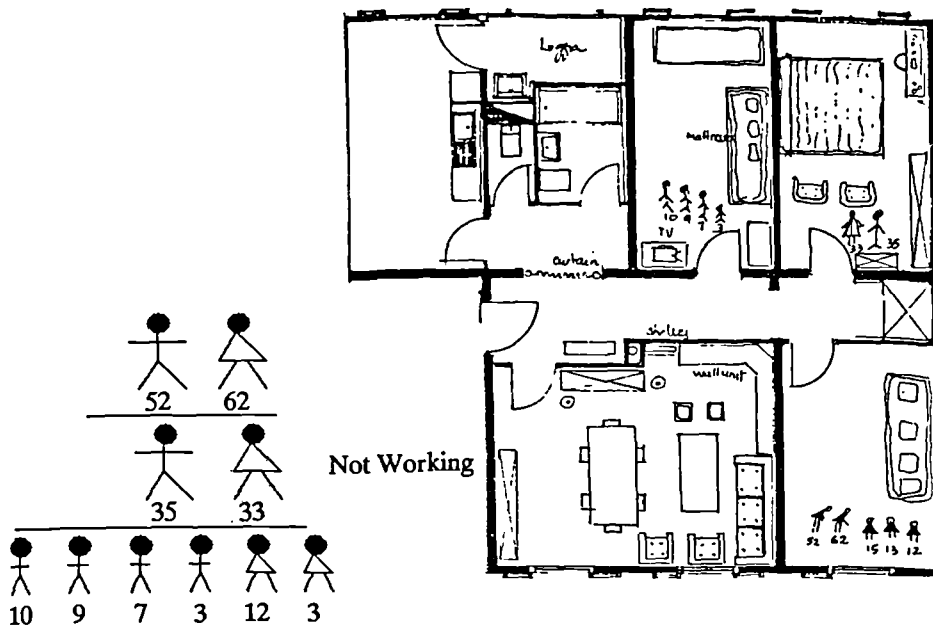 Loggia
mattress
10 9 7 3
TV
33 35
curtain
wall unit
52 62 15 13 12
52 62
35 33
Not Working
10 9 7 3 12 3